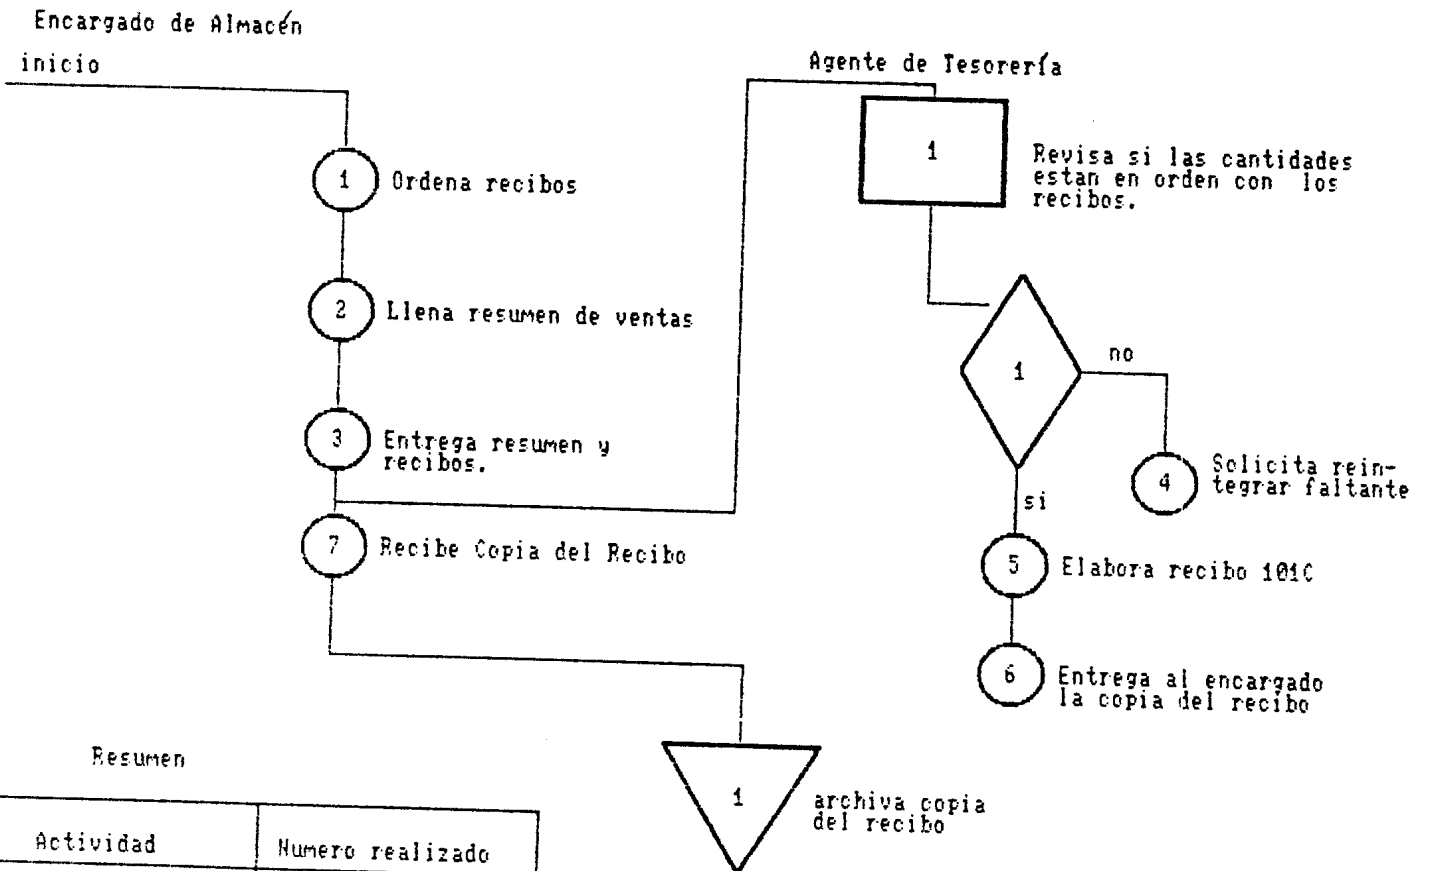 Encargado de Almacén
inicio
1
Ordena recibos
2
Llena resumen de ventas
3
Entrega resumen y
recibos.
7
Recibe Copia del Recibo
Agente de Tesorería
1
Revisa si las cantidades
estan en orden con los
recibos.
1
no
4
Solicita rein-
tegrar faltante
si
5
Elabora recibo 101C
6
Entrega al encargado
la copia del recibo
1
archiva copia
del recibo
Resumen
Actividad
Numero realizado